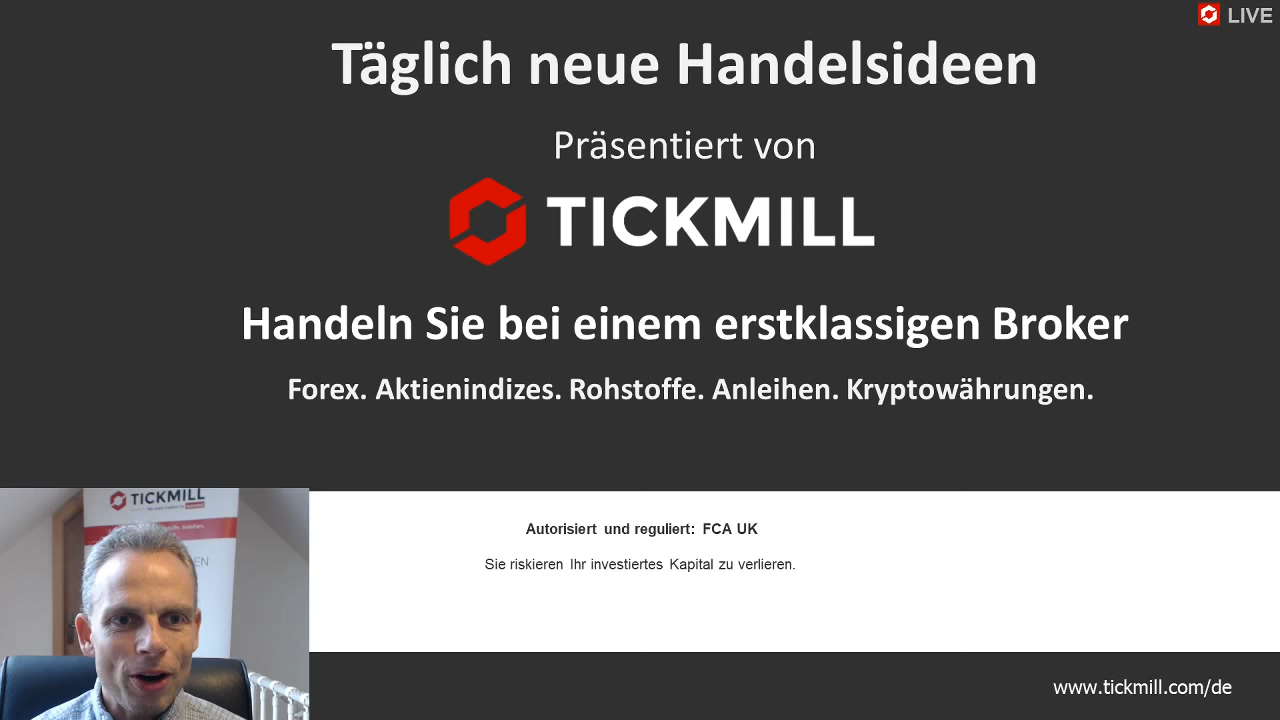 LIVE
Täglich neue Handelsideen
Präsentiert von
TICKMILL
Handeln Sie bei einem erstklassigen Broker
Forex. Aktienindizes. Rohstoffe. Anleihen. Kryptowährungen.
TICKMILL
Autorisiert und reguliert: FCA UK
Sie riskieren Ihr investiertes Kapital zu verlieren.
www.tickmill.com/de